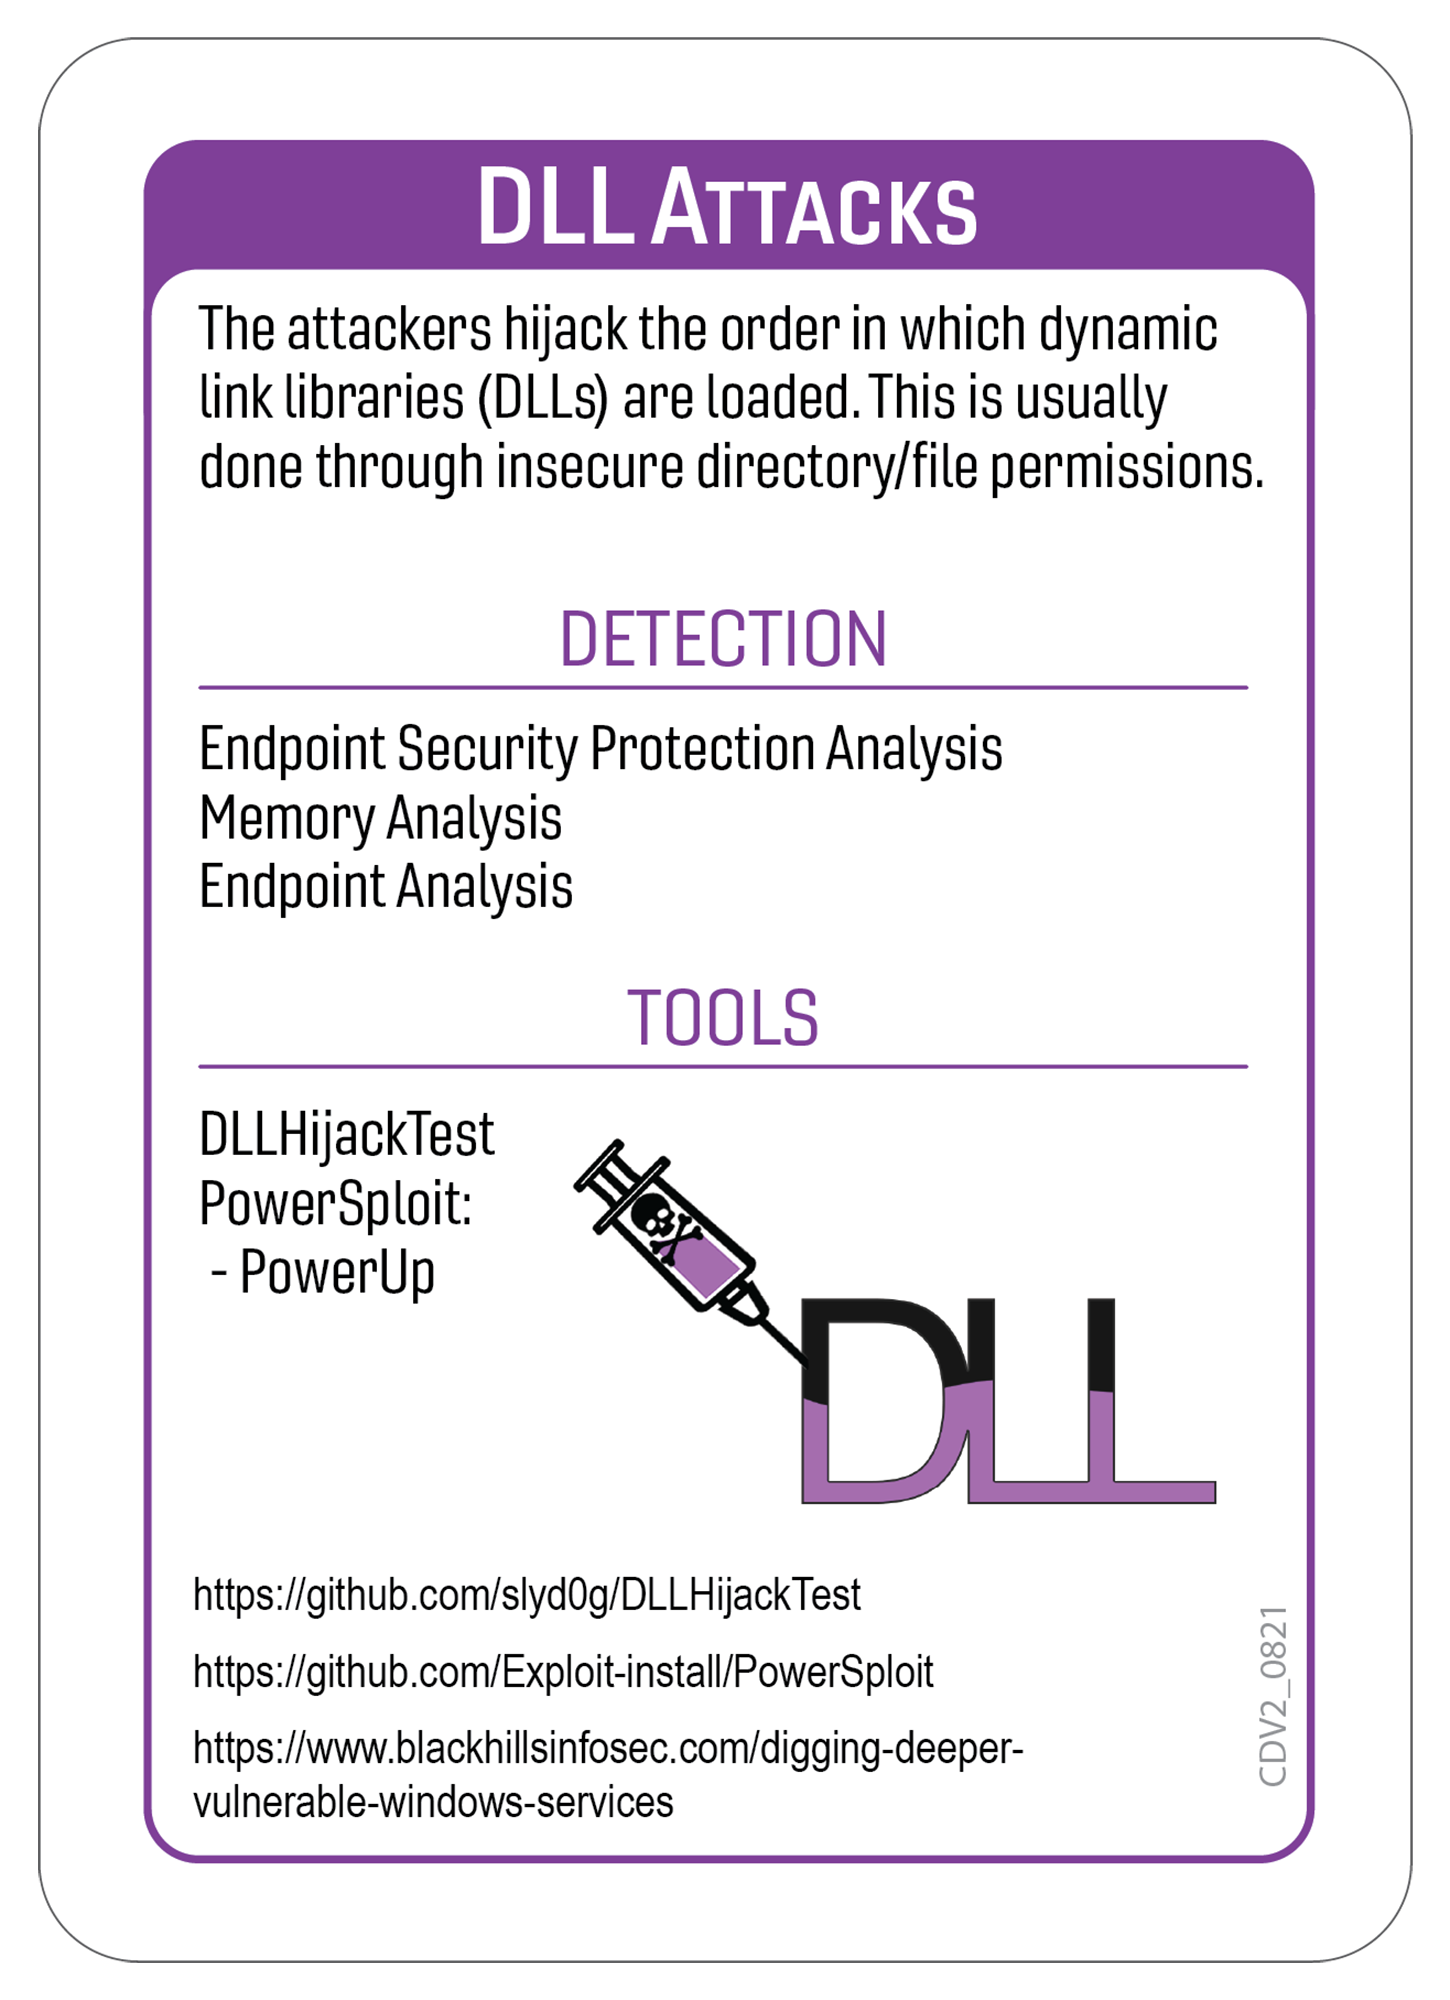 DLL ATTACKS
The attackers hijack the order in which dynamic
link libraries (DLLs) are loaded. This is usually
done through insecure directory/file permissions.
DETECTION
Endpoint Security Protection Analysis
Memory Analysis
Endpoint Analysis
TOOLS
DLLHijackTest
PowerSploit:
- PowerUp
DLL
https://github.com/slyd0g/DLLHijackTest
https://github.com/Exploit-install/PowerSploit
https://www.blackhillsinfosec.com/digging-deeper-
vulnerable-windows-services
CDV2_0821